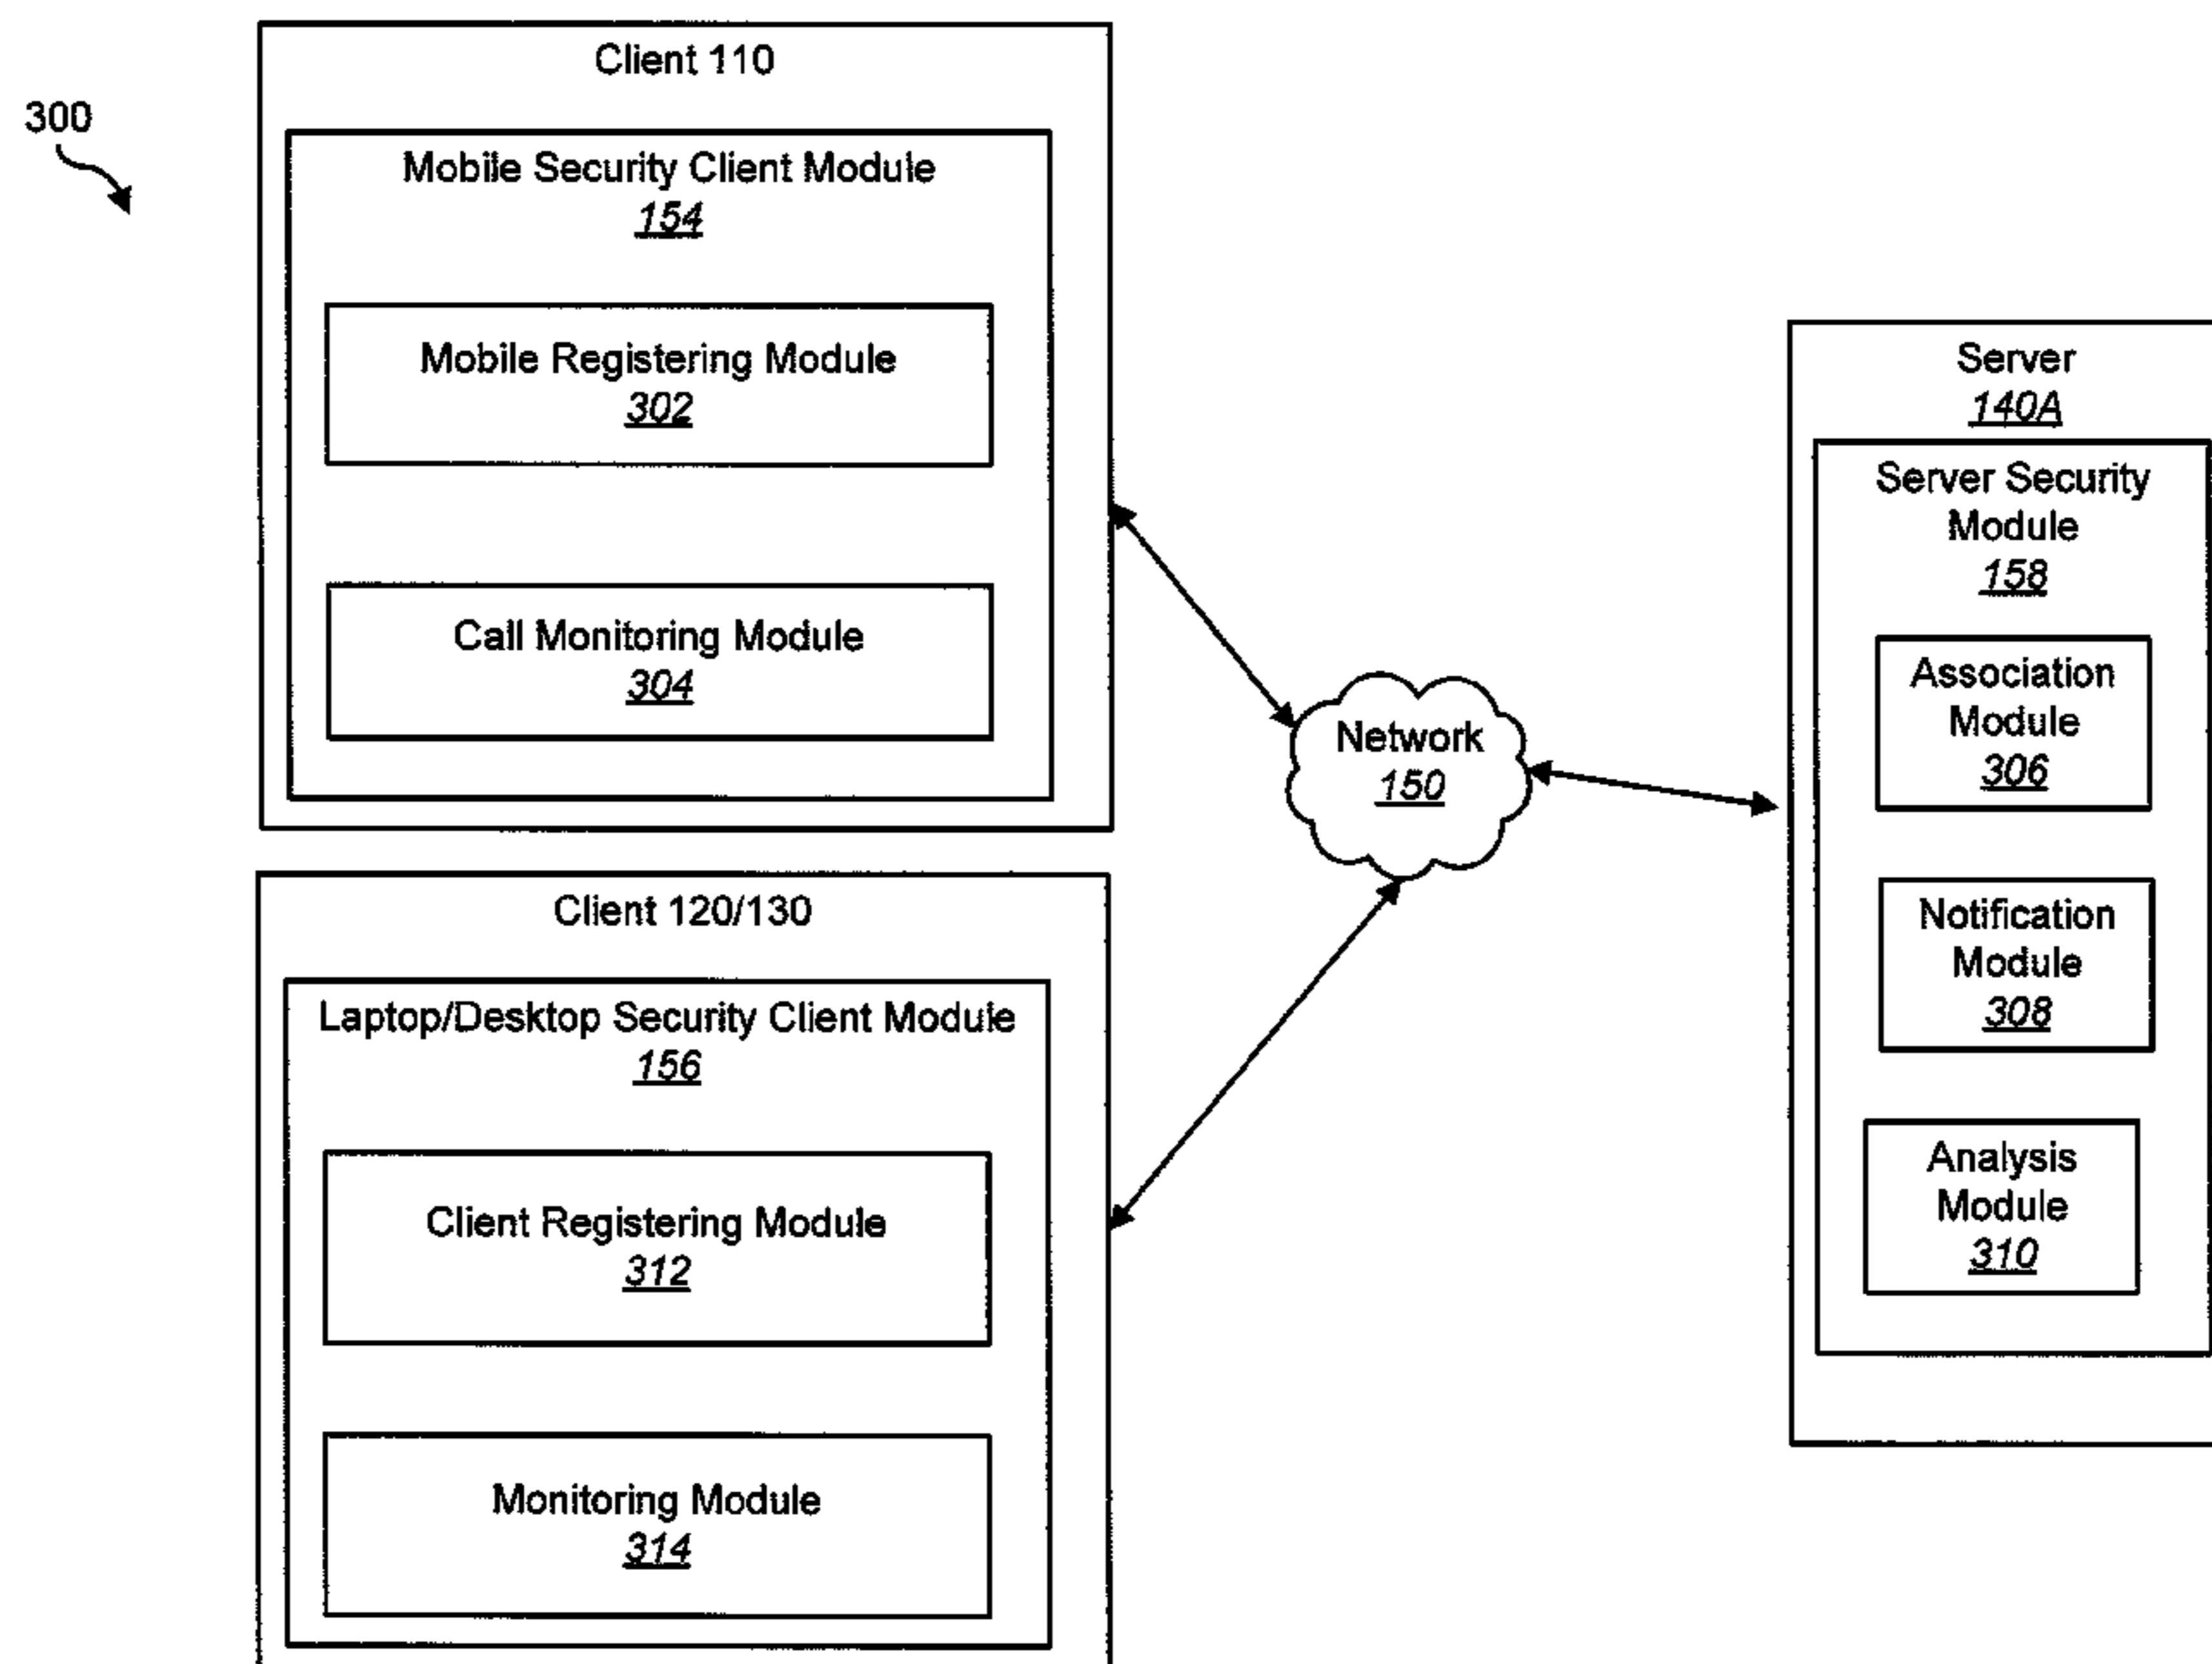 300
Client 110
Mobile Security Client Module
154
Mobile Registering Module
302
Call Monitoring Module
304
Client 120/130
Laptop/Desktop Security Client Module
156
Client Registering Module
312
Monitoring Module
314
Network
150
Server
140A
Server Security
Module
158
Association
Module
306
Notification
Module
308
Analysis
Module
310